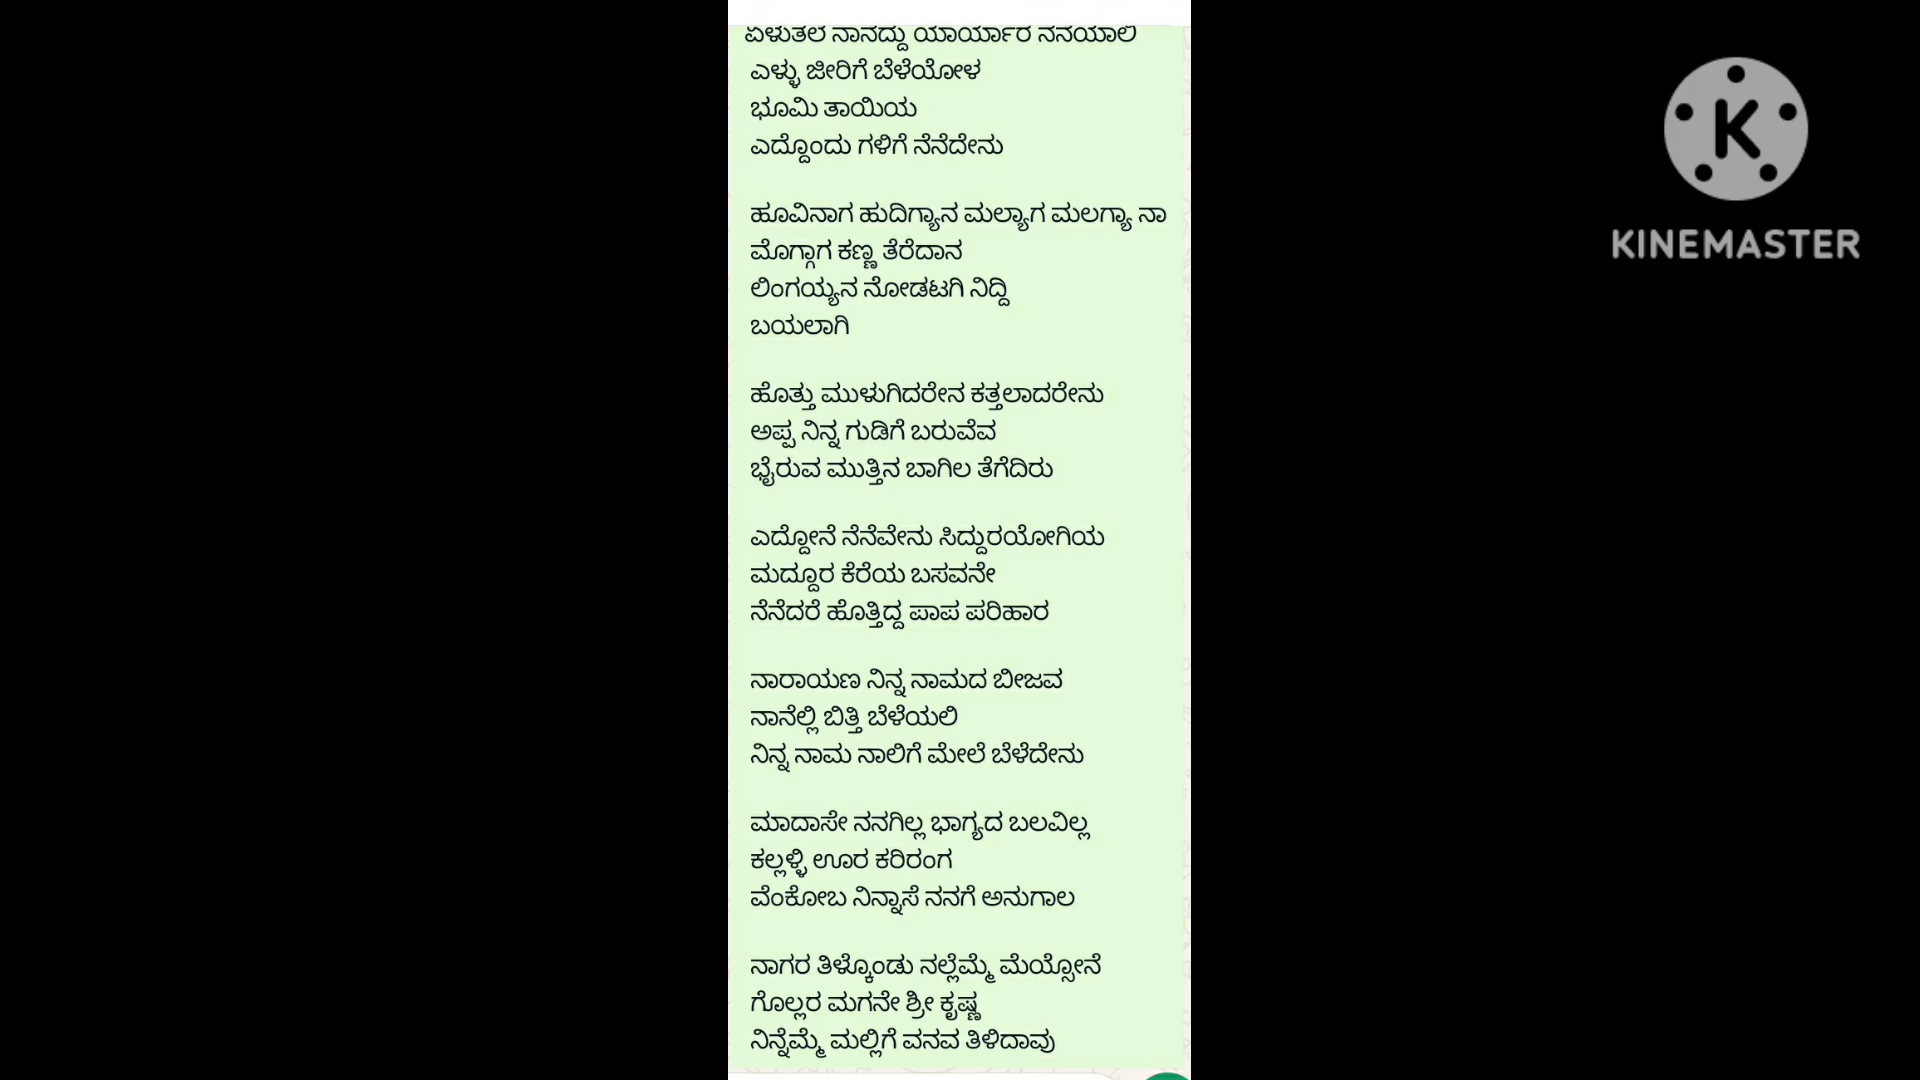 ಏಳುತಲೆ ನಾನೆದ್ದು ಯಾರ್ಯಾರ ನೆನೆಯಾಲಿ
ಎಳ್ಳು ಜೀರಿಗೆ ಬೆಳೆಯೋಳ
ಭೂಮಿ ತಾಯಿಯ
ಎದ್ದೊಂದು ಗಳಿಗೆ ನೆನೆದೇನು
ಹೂವಿನಾಗ ಹುದಿಗ್ಯಾನ ಮಲ್ಯಾಗ ಮಲಗ್ಯಾ ನಾ
ಮೊಗ್ಗಾಗ ಕಣ್ಣ ತೆರೆದಾನ
ಲಿಂಗಯ್ಯನ ನೋಡಟಗಿ ನಿದ್ದಿ
ಬಯಲಾಗಿ
ಹೊತ್ತು ಮುಳುಗಿದರೇನ ಕತ್ತಲಾದರೇನು
ಅಪ್ಪ ನಿನ್ನ ಗುಡಿಗೆ ಬರುವೆವ
ಭೈರುವ ಮುತ್ತಿನ ಬಾಗಿಲ ತೆಗೆದಿರು
ಎದ್ದೋನೆ ನೆನೆವೇನು ಸಿದ್ದುರಯೋಗಿಯ
ಮದ್ದೂರ ಕೆರೆಯ ಬಸವನೇ
ನೆನೆದರೆ ಹೊತ್ತಿದ್ದ ಪಾಪ ಪರಿಹಾರ
ನಾರಾಯಣ ನಿನ್ನ ನಾಮದ ಬೀಜವ
ನಾನೆಲ್ಲಿ ಬಿತ್ತಿ ಬೆಳೆಯಲಿ
ನಿನ್ನ ನಾಮ ನಾಲಿಗೆ ಮೇಲೆ ಬೆಳೆದೇನು
ಮಾದಾಸೇ ನನಗಿಲ್ಲ ಭಾಗ್ಯದ ಬಲವಿಲ್ಲ
ಕಲ್ಲಳ್ಳಿ ಊರ ಕರಿರಂಗ
ವೆಂಕೋಬ ನಿನ್ನಾಸೆ ನನಗೆ ಅನುಗಾಲ
ನಾಗರ ತಿಳ್ಕೊಂಡು ನಲ್ಲೆಮ್ಮೆ ಮೆಯ್ಸೋನೆ
ಗೊಲ್ಲರ ಮಗನೇ ಶ್ರೀ ಕೃಷ್ಣ
ನಿನ್ನೆಮ್ಮೆ ಮಲ್ಲಿಗೆ ವನವ ತಿಳಿದಾವು
K
KINEMASTER